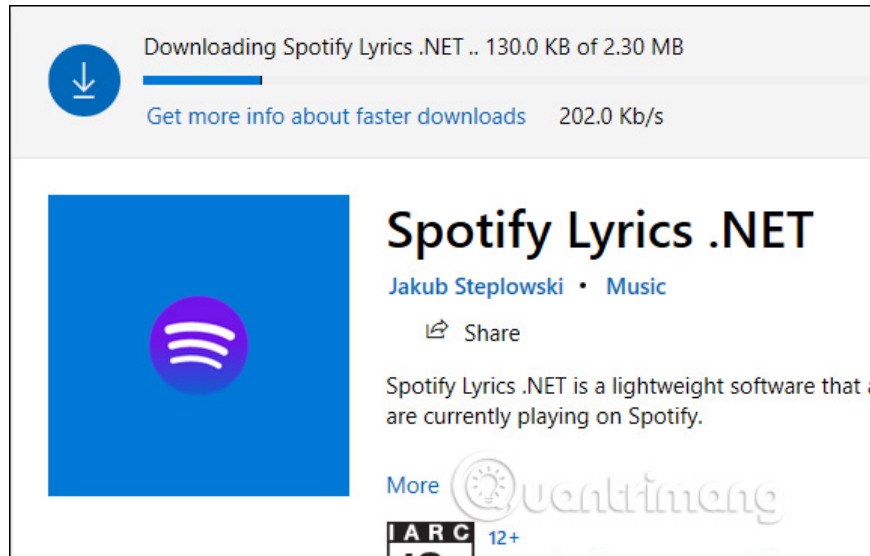 Downloading Spotify Lyrics .NET .. 130.0 KB of 2.30 MB
Get more info about faster downloads 202.0 Kb/s
Spotify Lyrics .NET
Jakub Steplowski • Music
Share
Spotify Lyrics .NET is a lightweight software that
are currently playing on Spotify.
More
Quantrimang
IARC
12+